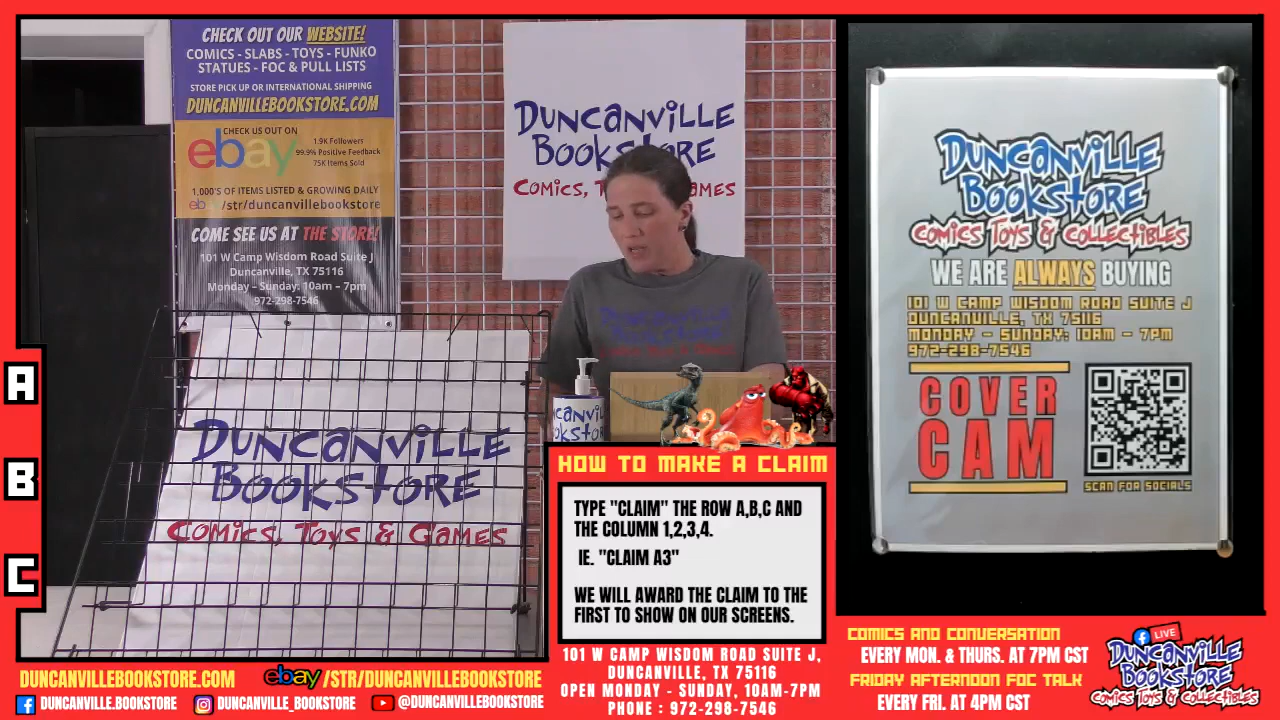 CHECK OUT OUR WEBSITE!
COMICS - SLABS - TOYS - FUNKO
STATUES - FOC & PULL LISTS
STORE PICK UP OR INTERNATIONAL SHIPPING
DUNCANVILLEBOOKSTORE.COM
CHECK US OUT ON
ebay
1.9K Followers
99.9% Positive Feedback
75K Items Sold
1,000'S OF ITEMS LISTED & GROWING DAILY
ebay /str/duncanvillebookstore
COME SEE US AT THE STORE!
101 W Camp Wisdom Road Suite J
Duncanville, TX 75116
Monday – Sunday: 10am – 7pm
972-298-7546
DUNCANVILLE
BOOKSTORE
COMICS, GAMES
DUNCANVILLE
BOOKSTORE
COMICS, TOYS & GAMES
A
B
C
DUNCANVILLE
BOOKSTORE
COMICS TOYS & COLLECTIBLES
WE ARE ALWAYS BUYING
101 W CAMP WISDOM ROAD SUITE J
DUNCANVILLE, TX 75116
MONDAY – SUNDAY: 10AM – 7PM
972-298-7546
COVER
CAM
SCAN FOR SOCIALS
HOW TO MAKE A CLAIM
TYPE "CLAIM" THE ROW A,B,C AND
THE COLUMN 1,2,3,4.
IE. "CLAIM A3"
WE WILL AWARD THE CLAIM TO THE
FIRST TO SHOW ON OUR SCREENS.
101 W CAMP WISDOM ROAD SUITE J,
DUNCANVILLE, TX 75116
OPEN MONDAY - SUNDAY, 10AM-7PM
PHONE : 972-298-7546
DUNCANVILLEBOOKSTORE.COM
ebay/STR/DUNCANVILLEBOOKSTORE
DUNCANVILLE.BOOKSTORE
DUNCANVILLE_BOOKSTORE
@DUNCANVILLEBOOKSTORE
COMICS AND CONVERSATION
EVERY MON. & THURS. AT 7PM CST
FRIDAY AFTERNOON FOC TALK
EVERY FRI. AT 4PM CST
LIVE
DUNCANVILLE
BOOKSTORE
COMICS TOYS & COLLECTIBLES